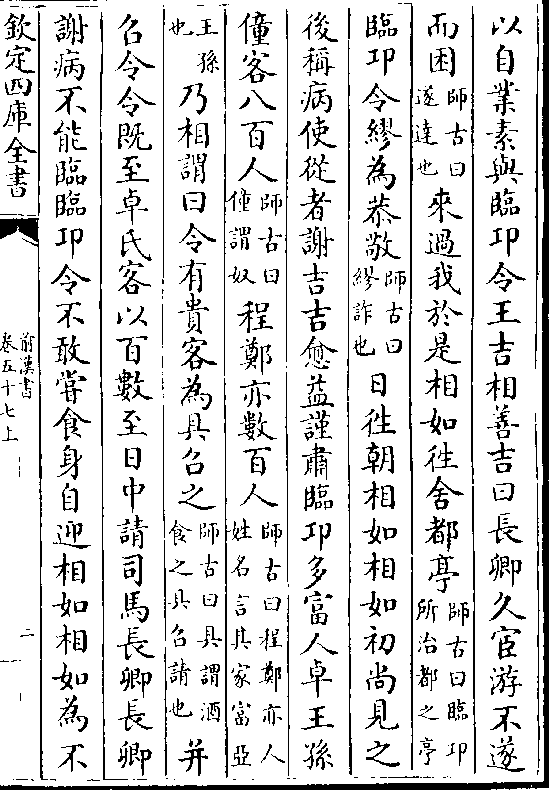 以自業素與臨邛令王吉相善吉曰長卿久宦游不遂
而困師古曰遂達也來過我於是相如往舍都亭師古曰臨邛所治都之亭
臨邛令繆為恭敬師古曰繆詐也日往朝相如相如初尚見之
後稱病使從者謝吉吉愈益謹肅臨邛多富人卓王孫
僮客八百人師古曰僮謂奴程鄭亦數百人師古曰程鄭亦人姓名言其家富亞
王孫也乃相謂曰令有貴客為具召之師古曰具謂酒食之具召請也并
召令令既至卓氏客以百數至日中請司馬長卿長卿
謝病不能臨臨邛令不敢嘗食身自迎相如相如為不
欽定四庫全書
前漢書
卷五十七上
二